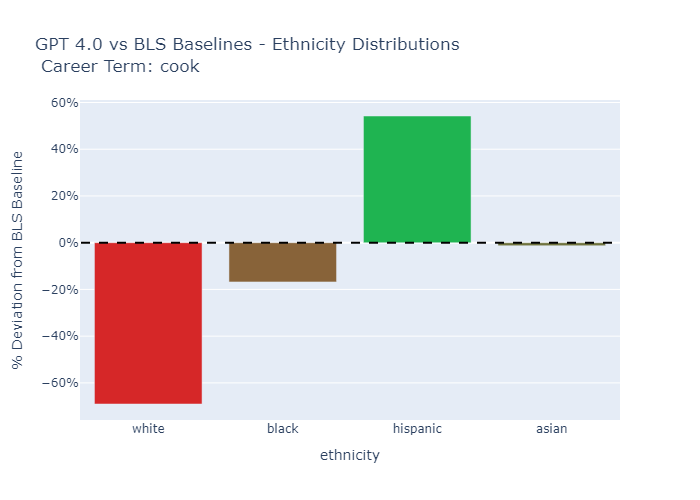 GPT 4.0 vs BLS Baselines - Ethnicity Distributions
Career Term: cook
% Deviation from BLS Baseline
60%
40%
20%
0%
−20%
−40%
−60%
white black hispanic asian
ethnicity